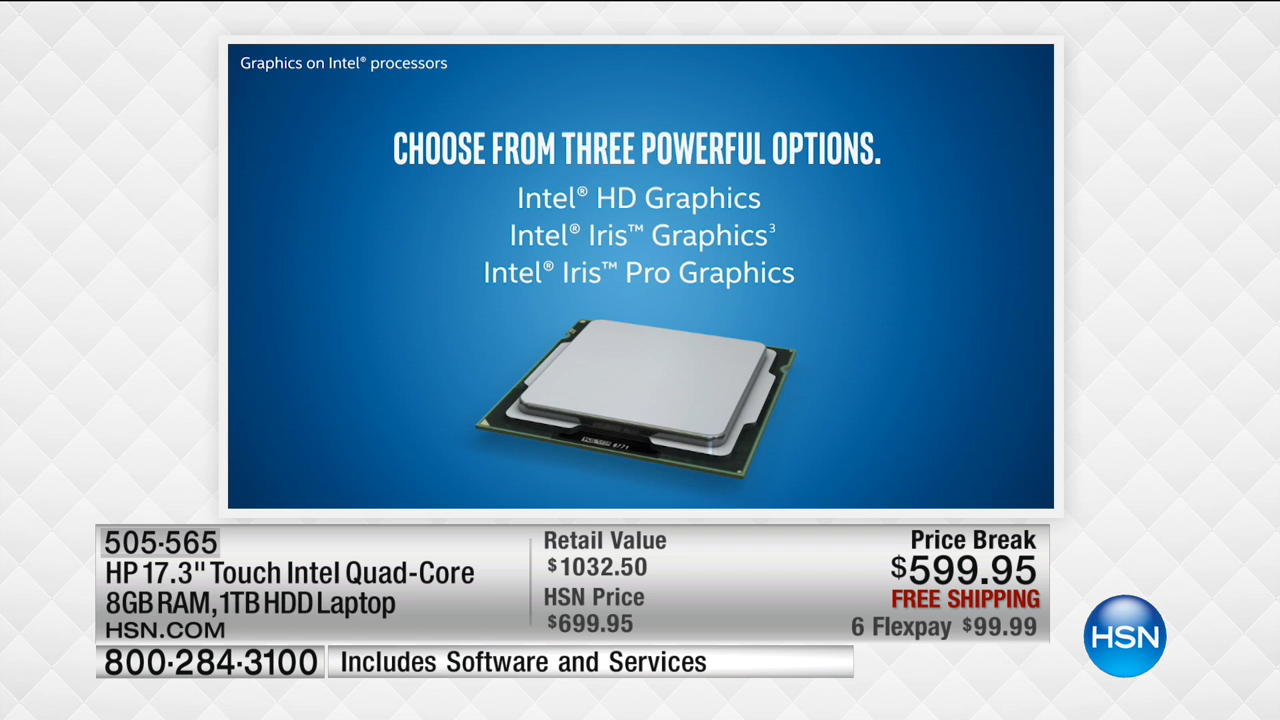 Graphics on Intel® processors
CHOOSE FROM THREE POWERFUL OPTIONS.
Intel® HD Graphics
Intel® Iris™ Graphics³
Intel® Iris™ Pro Graphics
505·565
HP 17.3" Touch Intel Quad-Core
8GB RAM, 1TB HDD Laptop
HSN.COM
800·284·3100
Retail Value
$1032.50
HSN Price
$699.95
Price Break
$599.95
FREE SHIPPING
6 Flexpay $99.99
Includes Software and Services
HSN